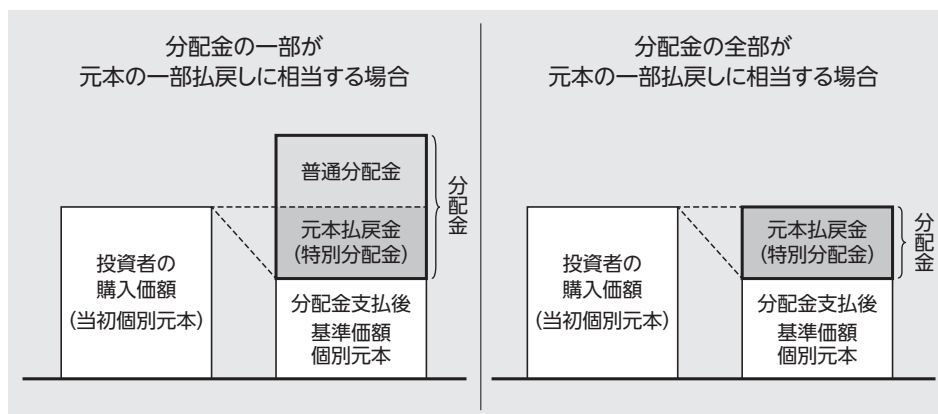 分配金の一部が
元本の一部払戻しに相当する場合
普通分配金
元本払戻金
(特別分配金)
分配金
投資者の
購入価額
(当初個別元本)
分配金支払後
基準価額
個別元本
分配金の全部が
元本の一部払戻しに相当する場合
元本払戻金
(特別分配金)
分配金
投資者の
購入価額
(当初個別元本)
分配金支払後
基準価額
個別元本